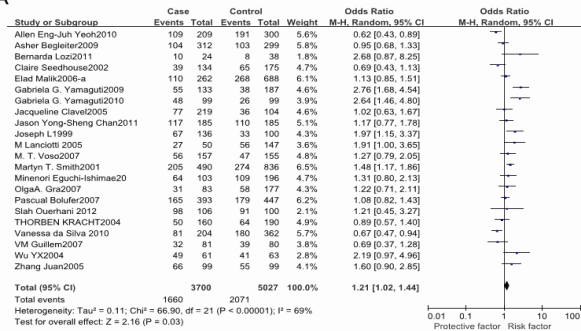 A
Case Control Odds Ratio Odds Ratio
Study or Subgroup Events Total Events Total Weight M-H, Random, 95% CI M-H, Random, 95% CI
Allen Eng-Juh Yeoh2010 109 289 191 300 5.6% 0.62 [0.43, 0.89]
Asher Begleiter2009 104 312 103 299 5.9% 0.95 [0.68, 1.33]
Bernarda Lozi2011 10 24 8 38 1.9% 2.68 [0.87, 8.25]
Claire Seedhouse2002 39 134 65 175 4.5% 0.69 [0.43, 1.13]
Elad Malik2006-a 110 262 268 688 6.3% 1.13 [0.85, 1.51]
Gabriela G. Yamaguti2009 55 133 38 187 4.5% 2.76 [1.68, 4.54]
Gabriela G. Yamaguti2010 48 99 26 99 3.8% 2.64 [1.46, 4.80]
Jacqueline Clavel2005 77 219 36 104 4.5% 1.02 [0.63, 1.67]
Jason Yong-Sheng Chan2011 117 185 110 185 5.2% 1.17 [0.77, 1.78]
Joseph L1999 67 136 33 100 4.2% 1.97 [1.15, 3.37]
M Lanciotti 2005 27 50 56 147 3.5% 1.91 [1.00, 3.65]
M. T. Voso2007 56 157 47 155 4.7% 1.27 [0.79, 2.05]
Martyn T. Smith2001 205 490 274 836 6.8% 1.48 [1.17, 1.86]
Minenori Eguchi-Ishimae20 64 103 109 196 4.6% 1.31 [0.80, 2.13]
OlgaA. Gra2007 31 83 58 177 4.1% 1.22 [0.71, 2.11]
Pascual Bolufer2007 165 393 179 447 6.4% 1.08 [0.82, 1.43]
Slah Ouerhani 2012 98 106 91 100 2.2% 1.21 [0.45, 3.27]
THORBEN KRACHT2004 50 160 64 190 4.9% 0.89 [0.57, 1.40]
Vanessa da Silva 2010 81 204 180 362 5.7% 0.67 [0.47, 0.94]
VM Guillem2007 32 81 39 80 3.7% 0.69 [0.37, 1.28]
Wu YX2004 49 61 41 63 2.9% 2.19 [0.97, 4.96]
Zhang Juan2005 66 99 55 99 4.0% 1.60 [0.90, 2.85]
Total (95% CI) 3700 5027 100.0% 1.21 [1.02, 1.44]
Total events 1660 2071
Heterogeneity: Tau² = 0.11; Chi² = 66.90, df = 21 (P < 0.00001); I² = 69%
Test for overall effect: Z = 2.16 (P = 0.03)
0.01 0.1 1 10 100
Protective factor Risk factor